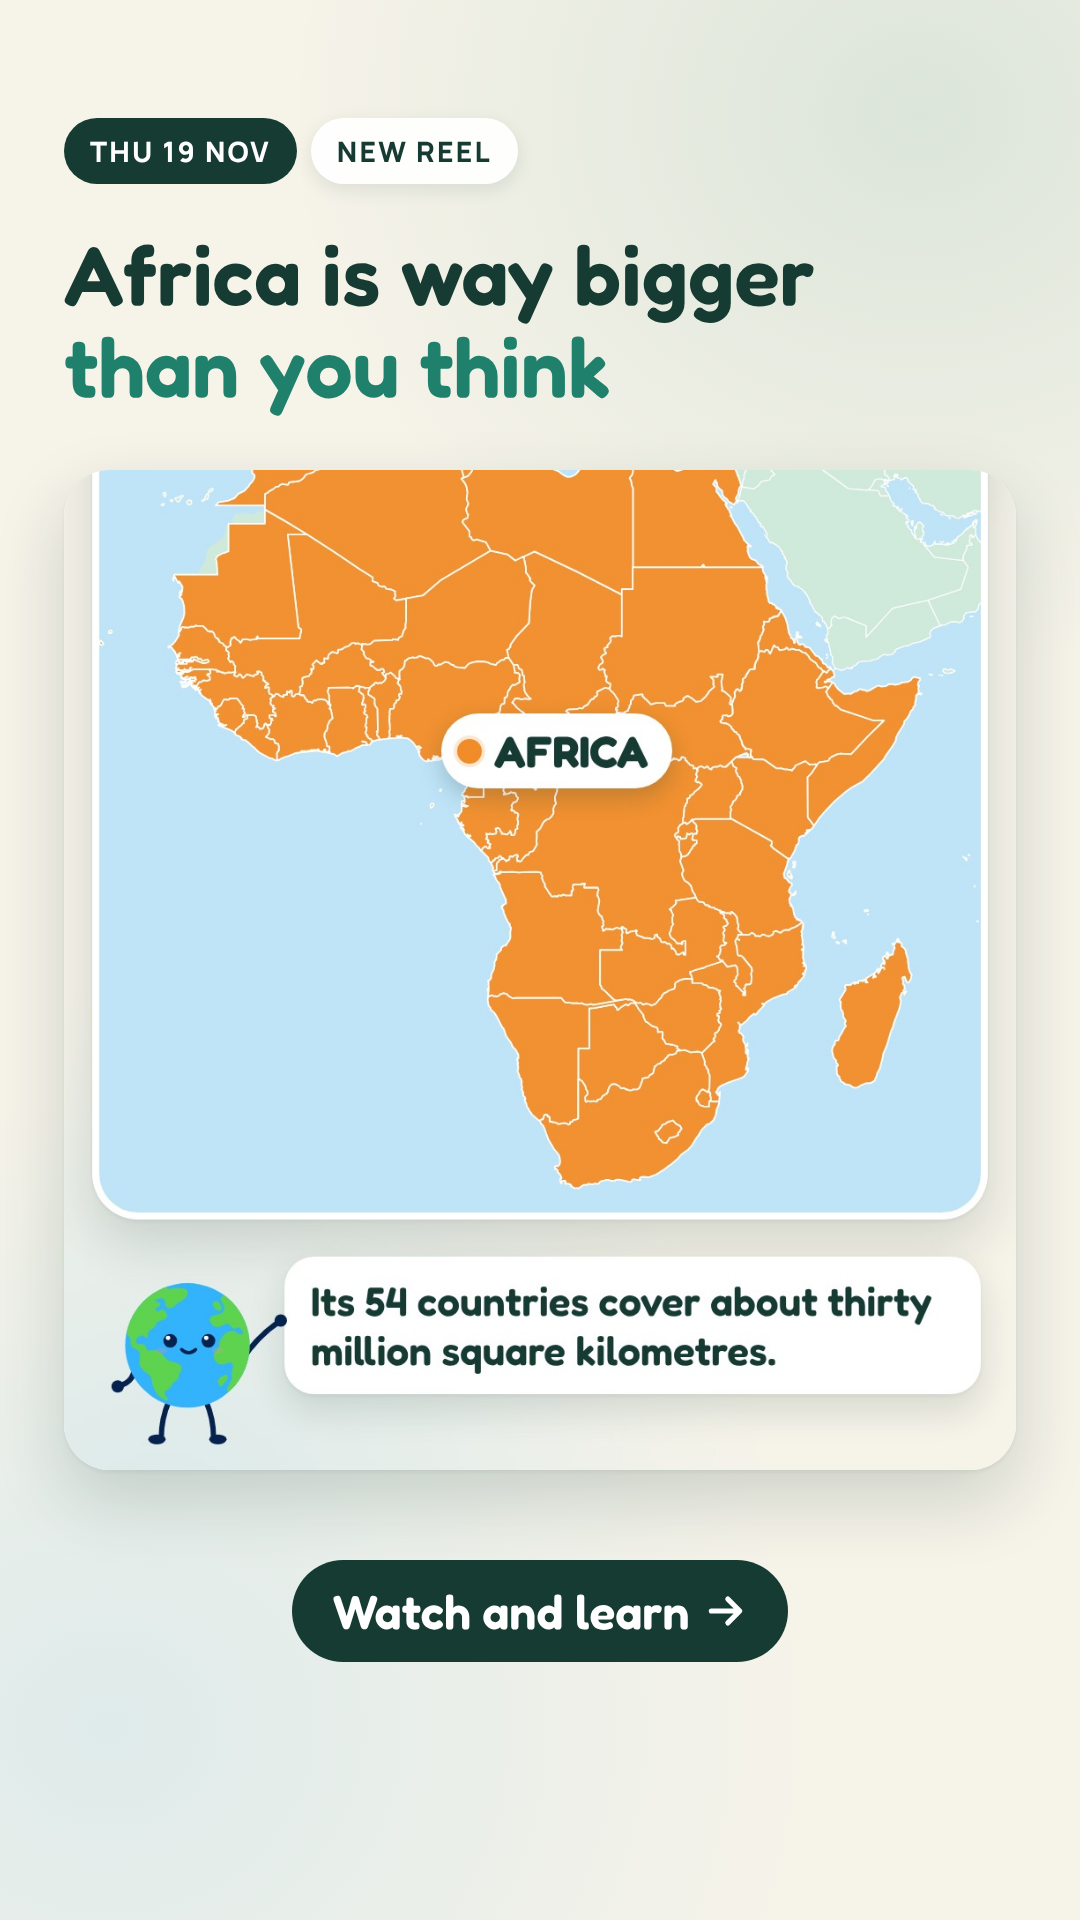 THU 19 NOV
NEW REEL
Africa is way bigger
than you think
AFRICA
Its 54 countries cover about thirty
million square kilometres.
Watch and learn →